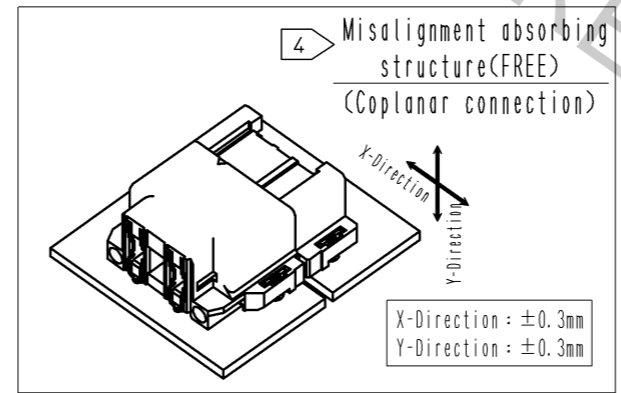 4
Misalignment absorbing
structure(FREE)
(Coplanar connection)
X-Direction
Y-Direction
X-Direction : ±0.3mm
Y-Direction : ±0.3mm